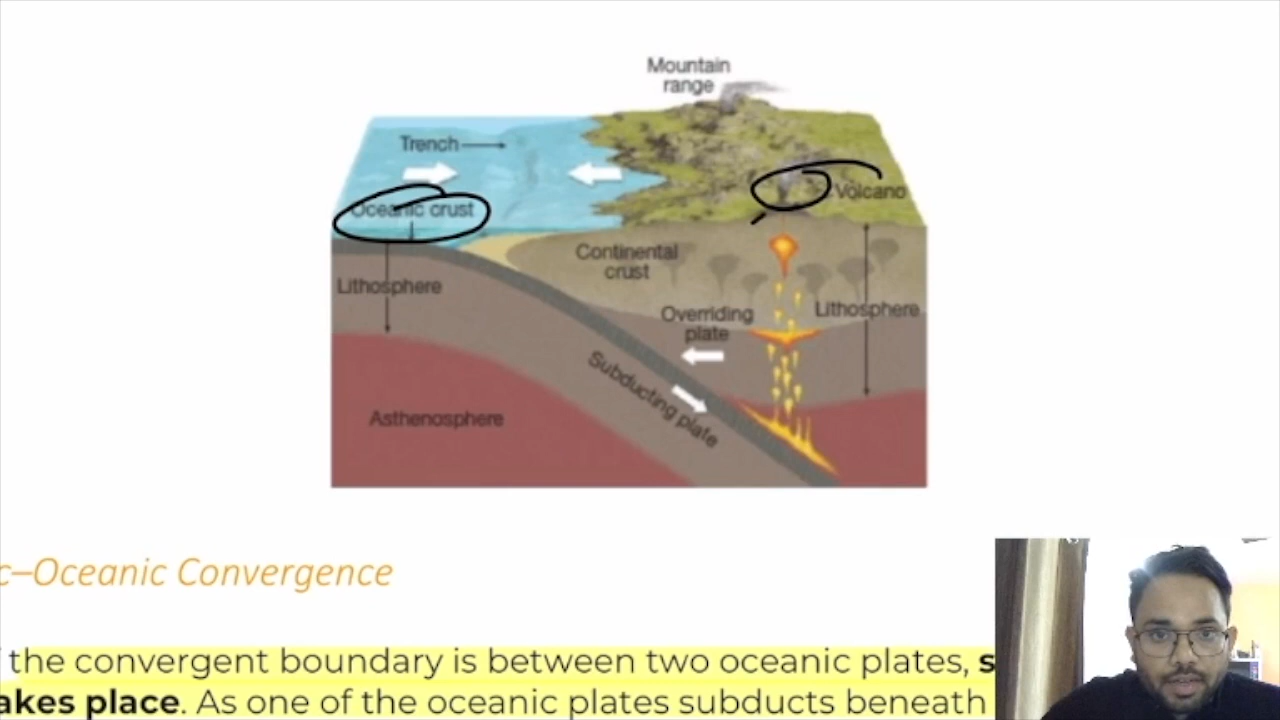 Mountain
range
Trench
Oceanic crust
Volcano
Continental
crust
Lithosphere
Overriding
plate
Lithosphere
Subducting plate
Asthenosphere
c–Oceanic Convergence
the convergent boundary is between two oceanic plates, s
akes place. As one of the oceanic plates subducts beneath